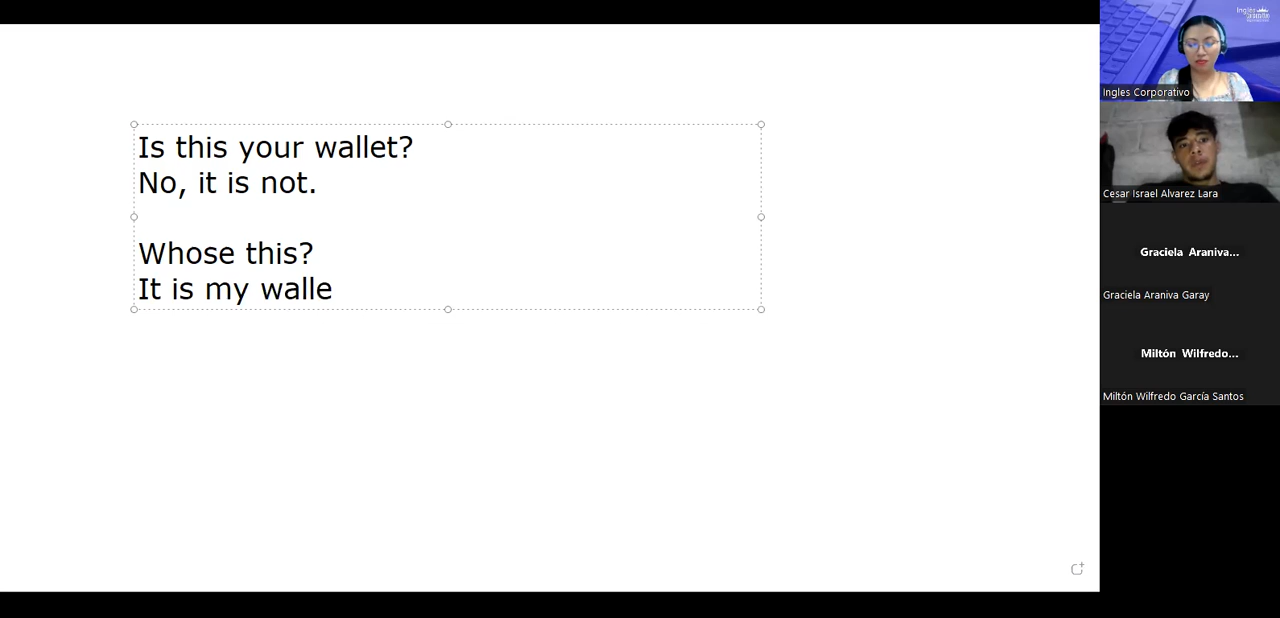 Is this your wallet?
No, it is not.
Whose this?
It is my walle
Ingles Corporativo
Cesar Israel Alvarez Lara
Graciela Araniva...
Graciela Araniva Garay
Miltón Wilfredo...
Miltón Wilfredo García Santos